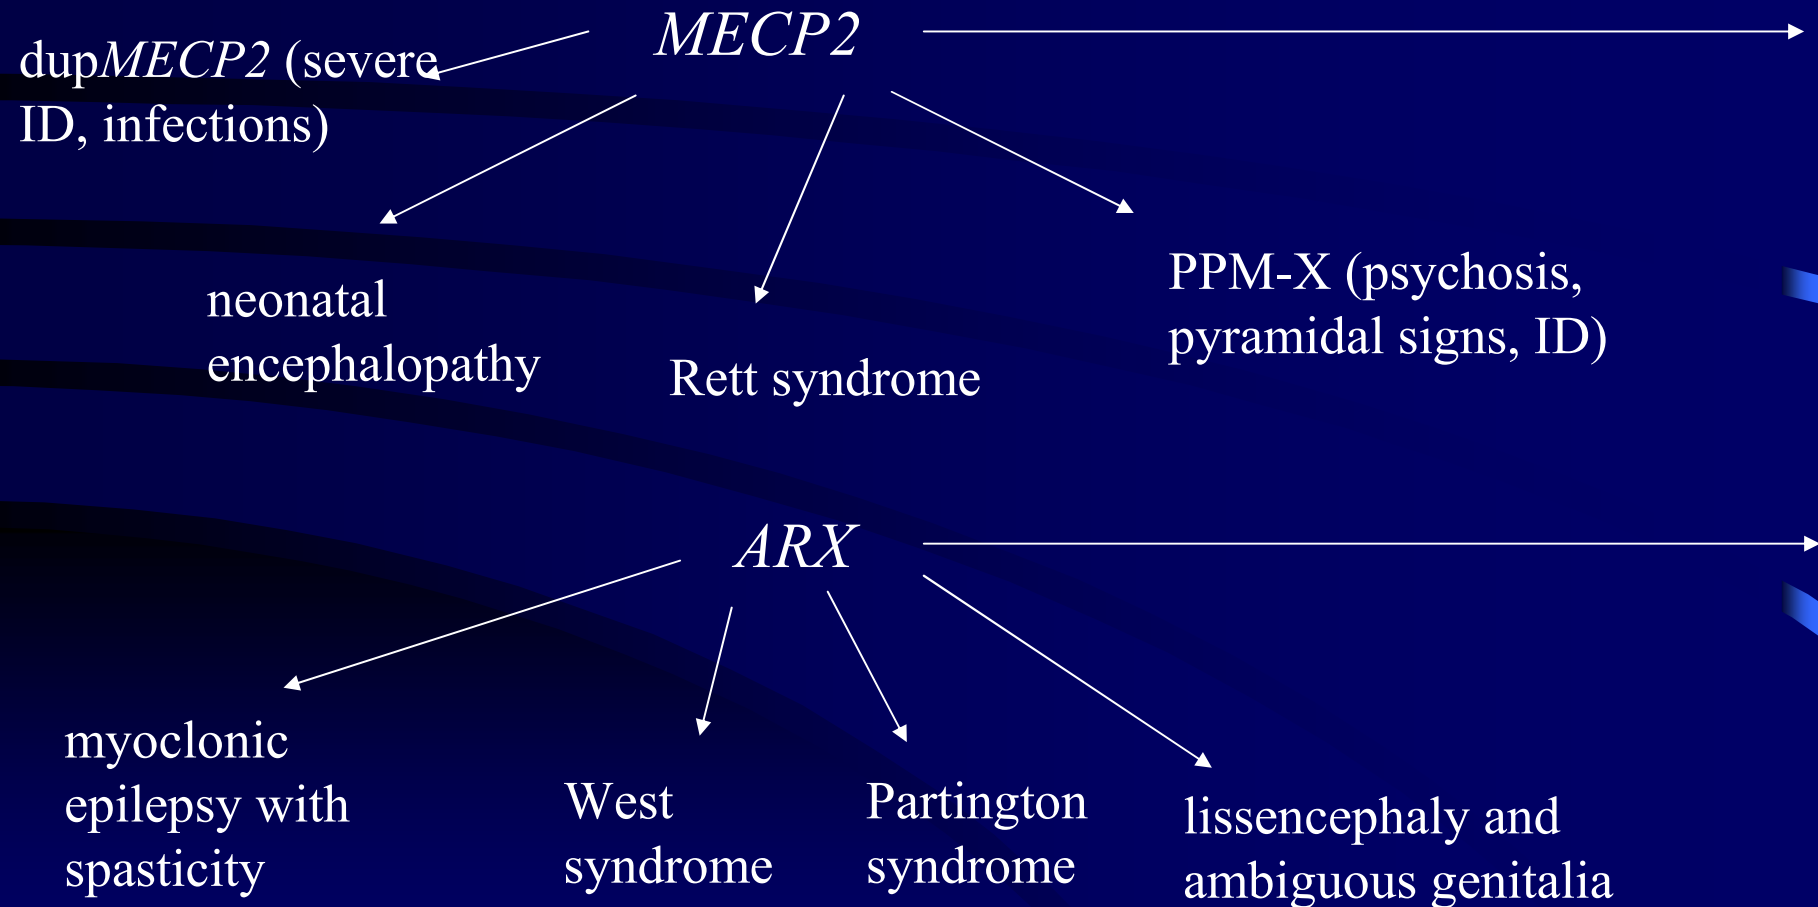 MECP2
dupMECP2 (severe
ID, infections)
neonatal
encephalopathy
Rett syndrome
PPM-X (psychosis,
pyramidal signs, ID)
ARX
myoclonic
epilepsy with
spasticity
West
syndrome
Partington
syndrome
lissencephaly and
ambiguous genitalia